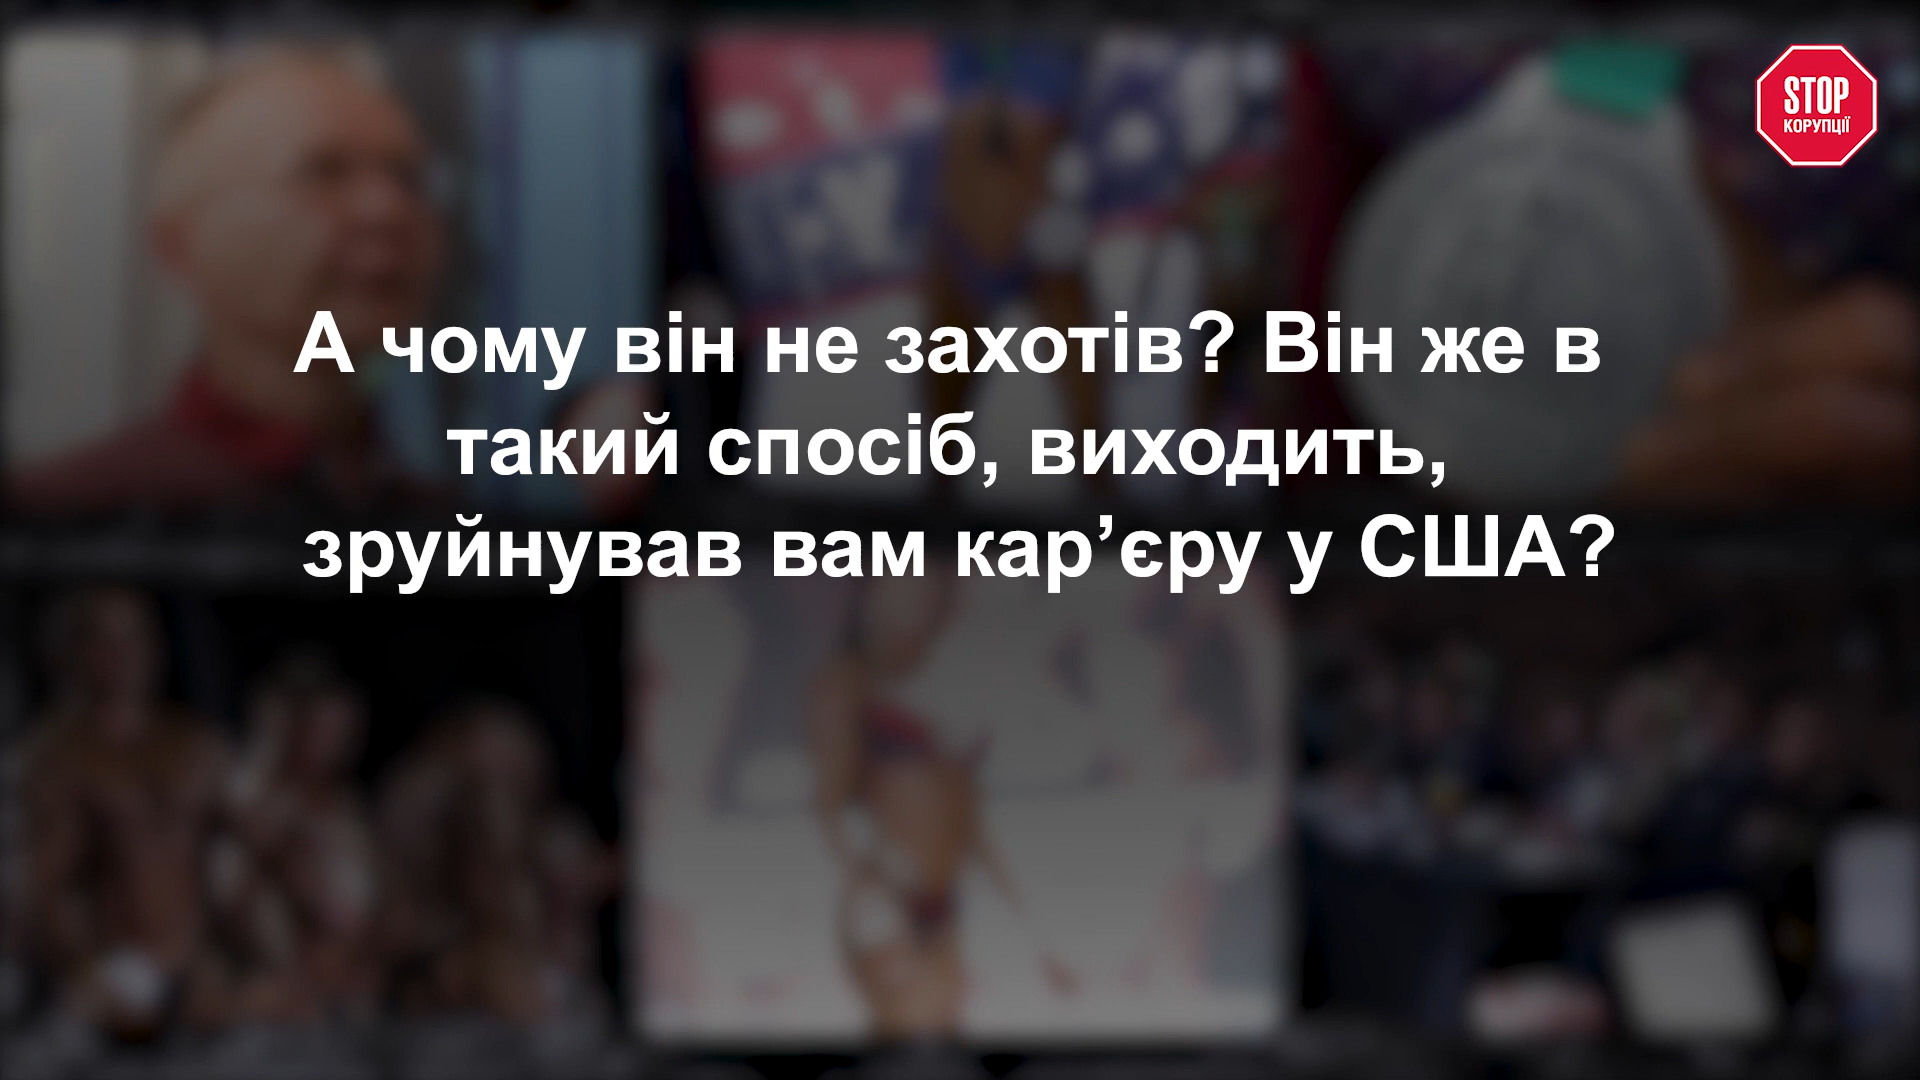 STOP
КОРУПЦІЇ
А чому він не захотів? Він же в
такий спосіб, виходить,
зруйнував вам кар’єру у США?